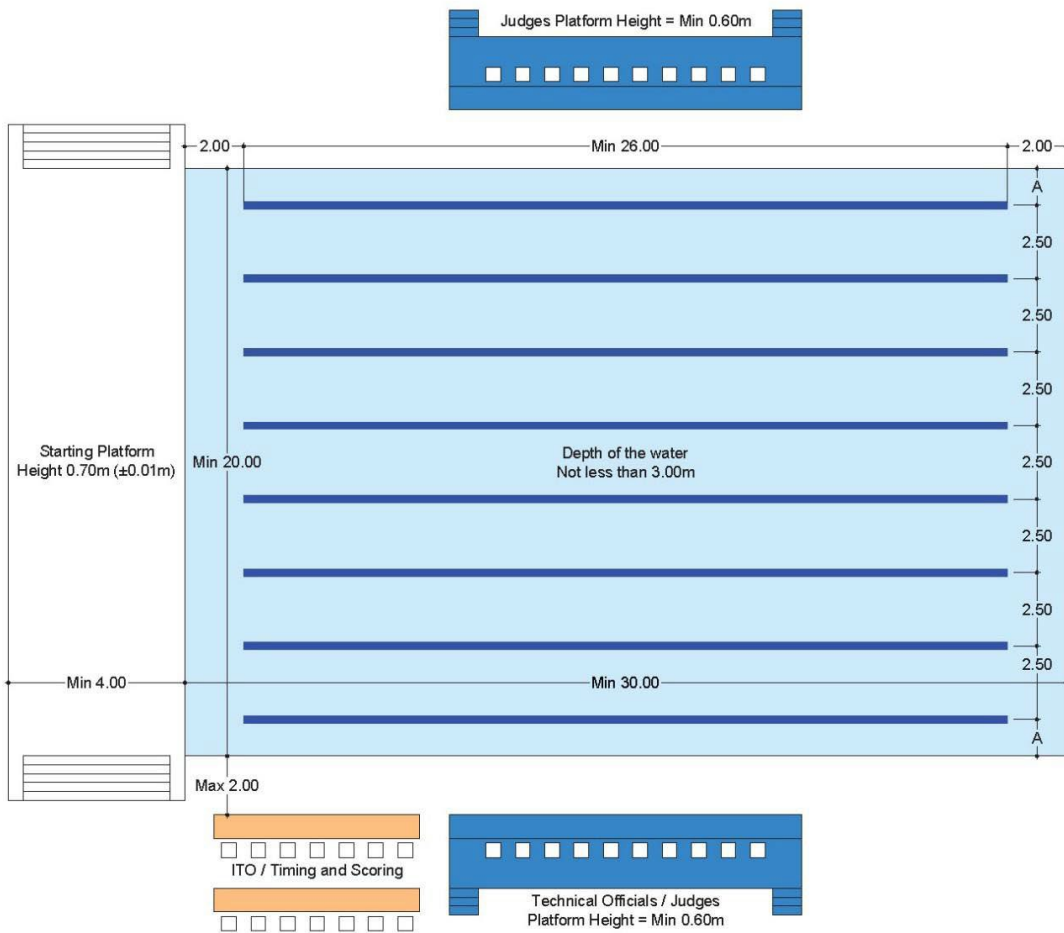 Judges Platform Height = Min 0.60m
2.00
Min 26.00
2.00
A
2.50
2.50
2.50
Starting Platform
Height 0.70m (±0.01m)
Min 20.00
Depth of the water
Not less than 3.00m
2.50
2.50
2.50
2.50
Min 4.00
Min 30.00
A
Max 2.00
ITO / Timing and Scoring
Technical Officials / Judges
Platform Height = Min 0.60m